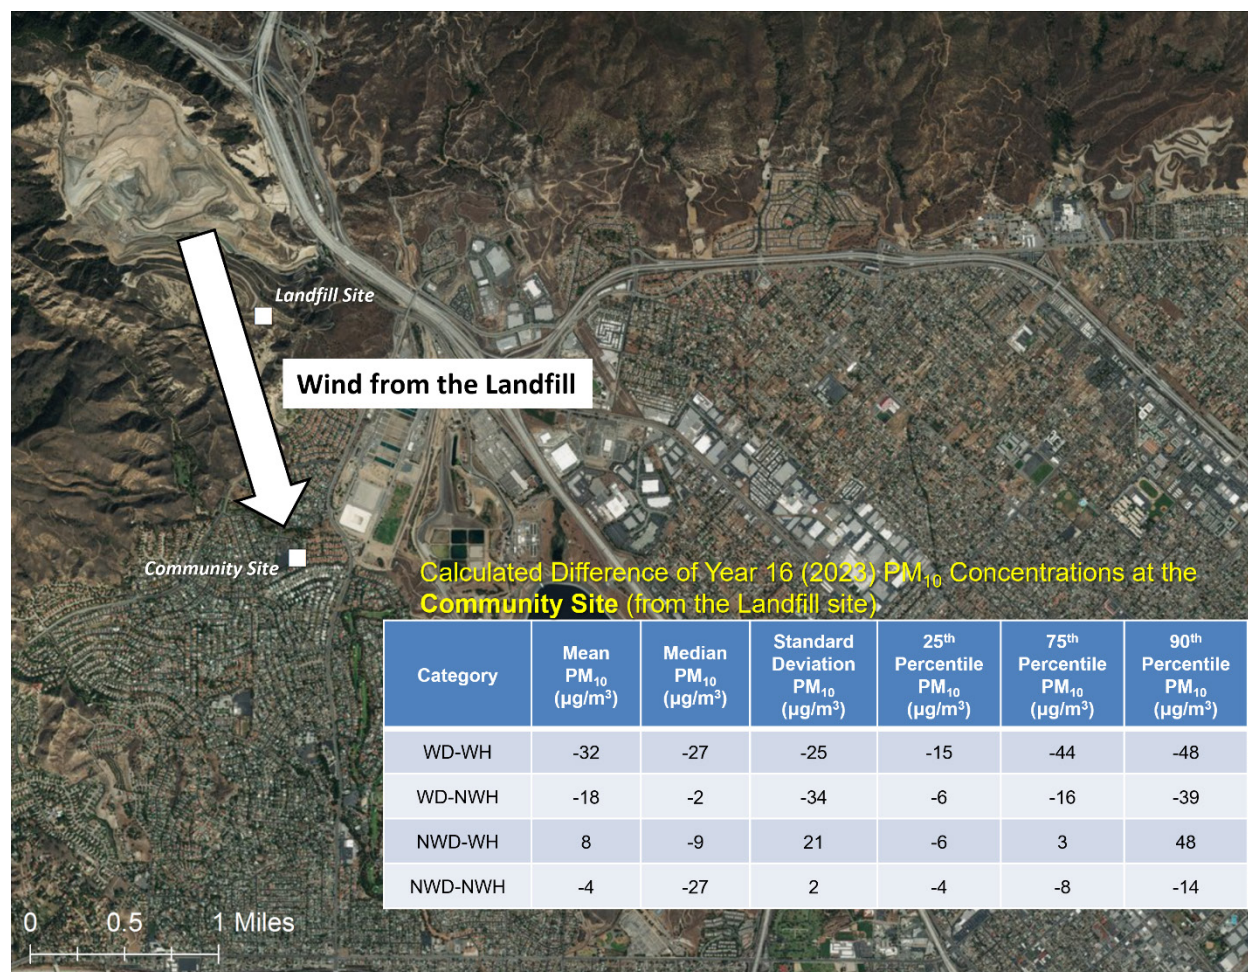 Landfill Site
Wind from the Landfill
Community Site
Calculated Difference of Year 16 (2023) PM₁₀ Concentrations at the
Community Site (from the Landfill site)
Category
Mean
PM₁₀
(µg/m³)
Median
PM₁₀
(µg/m³)
Standard
Deviation
PM₁₀
(µg/m³)
25th
Percentile
PM₁₀
(µg/m³)
75th
Percentile
PM₁₀
(µg/m³)
90th
Percentile
PM₁₀
(µg/m³)
WD-WH -32 -27 -25 -15 -44 -48
WD-NWH -18 -2 -34 -6 -16 -39
NWD-WH 8 -9 21 -6 3 48
NWD-NWH -4 -27 2 -4 -8 -14
0 0.5 1 Miles